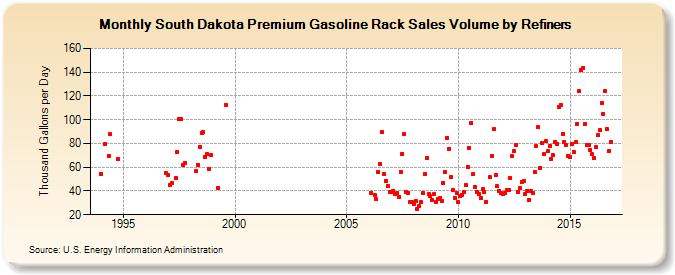 Monthly South Dakota Premium Gasoline Rack Sales Volume by Refiners
Thousand Gallons per Day
160
140
120
100
80
60
40
20
1995 2000 2005 2010 2015
Source: U.S. Energy Information Administration